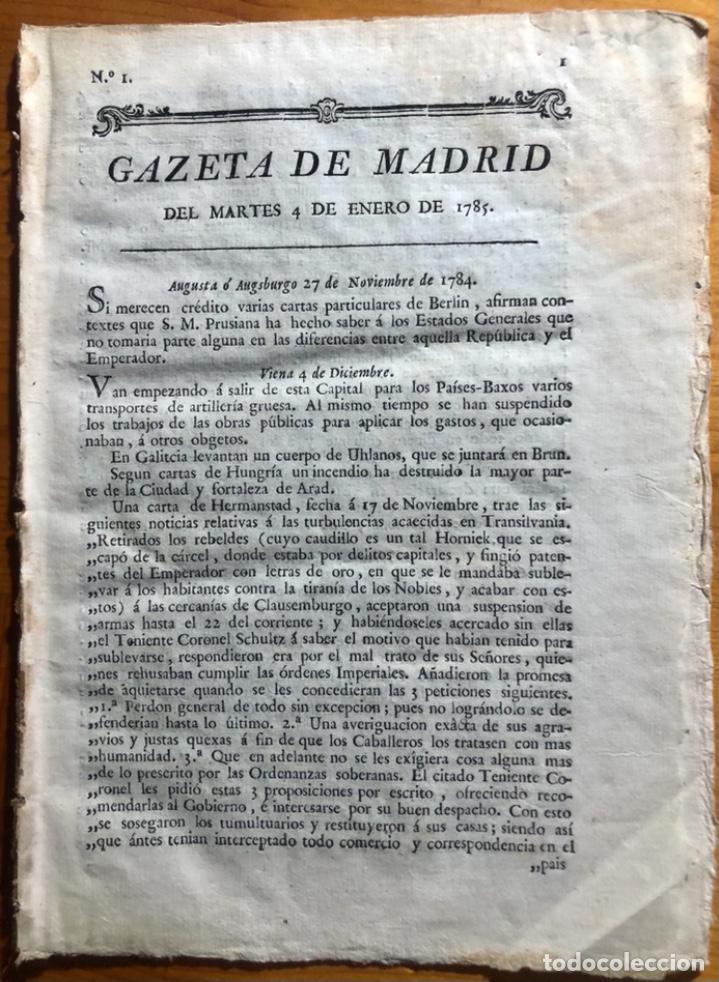 1
N.º 1.
GAZETA DE MADRID
DEL MARTES 4 DE ENERO DE 1785.
Augusta ó Augsburgo 27 de Noviembre de 1784.
Si merecen crédito varias cartas particulares de Berlin, afirman con-
textes que S. M. Prusiana ha hecho saber á los Estados Generales que
no tomaria parte alguna en las diferencias entre aquella República y el
Emperador.
Viena 4 de Diciembre.
Van empezando á salir de esta Capital para los Países-Baxos varios
transportes de artillería gruesa. Al mismo tiempo se han suspendido
los trabajos de las obras públicas para aplicar los gastos, que ocasio-
naban, á otros obgetos.
En Galitcia levantan un cuerpo de Uhlanos, que se juntará en Brun.
Segun cartas de Hungría un incendio ha destruido la mayor par-
te de la Ciudad y fortaleza de Arad.
Una carta de Hermanstad, fecha á 17 de Noviembre, trae las si-
guientes noticias relativas á las turbulencias acaecidas en Transilvania.
„Retirados los rebeldes (cuyo caudillo es un tal Horniek que se es-
„capó de la cárcel, donde estaba por delitos capitales, y fingió paten-
„tes del Emperador con letras de oro, en que se le mandaba suble-
„var á los habitantes contra la tiranía de los Nobles, y acabar con es-
„tos) á las cercanías de Clausemburgo, aceptaron una suspension de
„armas hasta el 22 del corriente; y habiéndoseles acercado sin ellas
„el Teniente Coronel Schultz á saber el motivo que habian tenido para
„sublevarse, respondieron era por el mal trato de sus Señores, quie-
„nes rehusaban cumplir las órdenes Imperiales. Añadieron la promesa
„de aquietarse quando se les concedieran las 3 peticiones siguientes.
„1.ª Perdon general de todo sin excepcion; pues no lográndolo se de-
„fenderian hasta lo último. 2.ª Una averiguacion exâcta de sus agra-
„vios y justas quexas á fin de que los Caballeros los tratasen con mas
„humanidad. 3.ª Que en adelante no se les exîgiera cosa alguna mas
„de lo prescrito por las Ordenanzas soberanas. El citado Teniente Co-
„ronel les pidió estas 3 proposiciones por escrito, ofreciendo reco-
„mendarlas al Gobierno, é interesarse por su buen despacho. Con esto
„se sosegaron los tumultuarios y restituyeron á sus casas; siendo así
„que ántes tenian interceptado todo comercio y correspondencia en el
„pais
todocoleccion